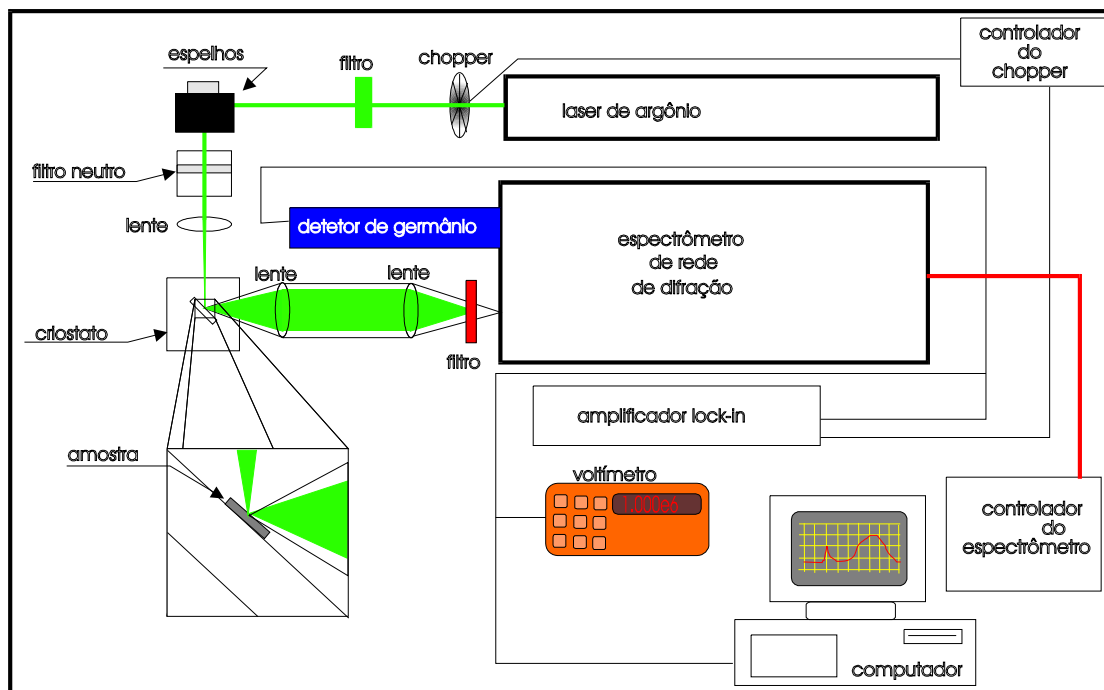 espelhos
filtro
chopper
controlador
do
chopper
laser de argônio
filtro neutro
lente
detetor de germânio
espectrômetro
de rede
de difração
lente
lente
criostato
filtro
amplificador lock-in
amostra
voltímetro
1.000e6
controlador
do
espectrômetro
computador